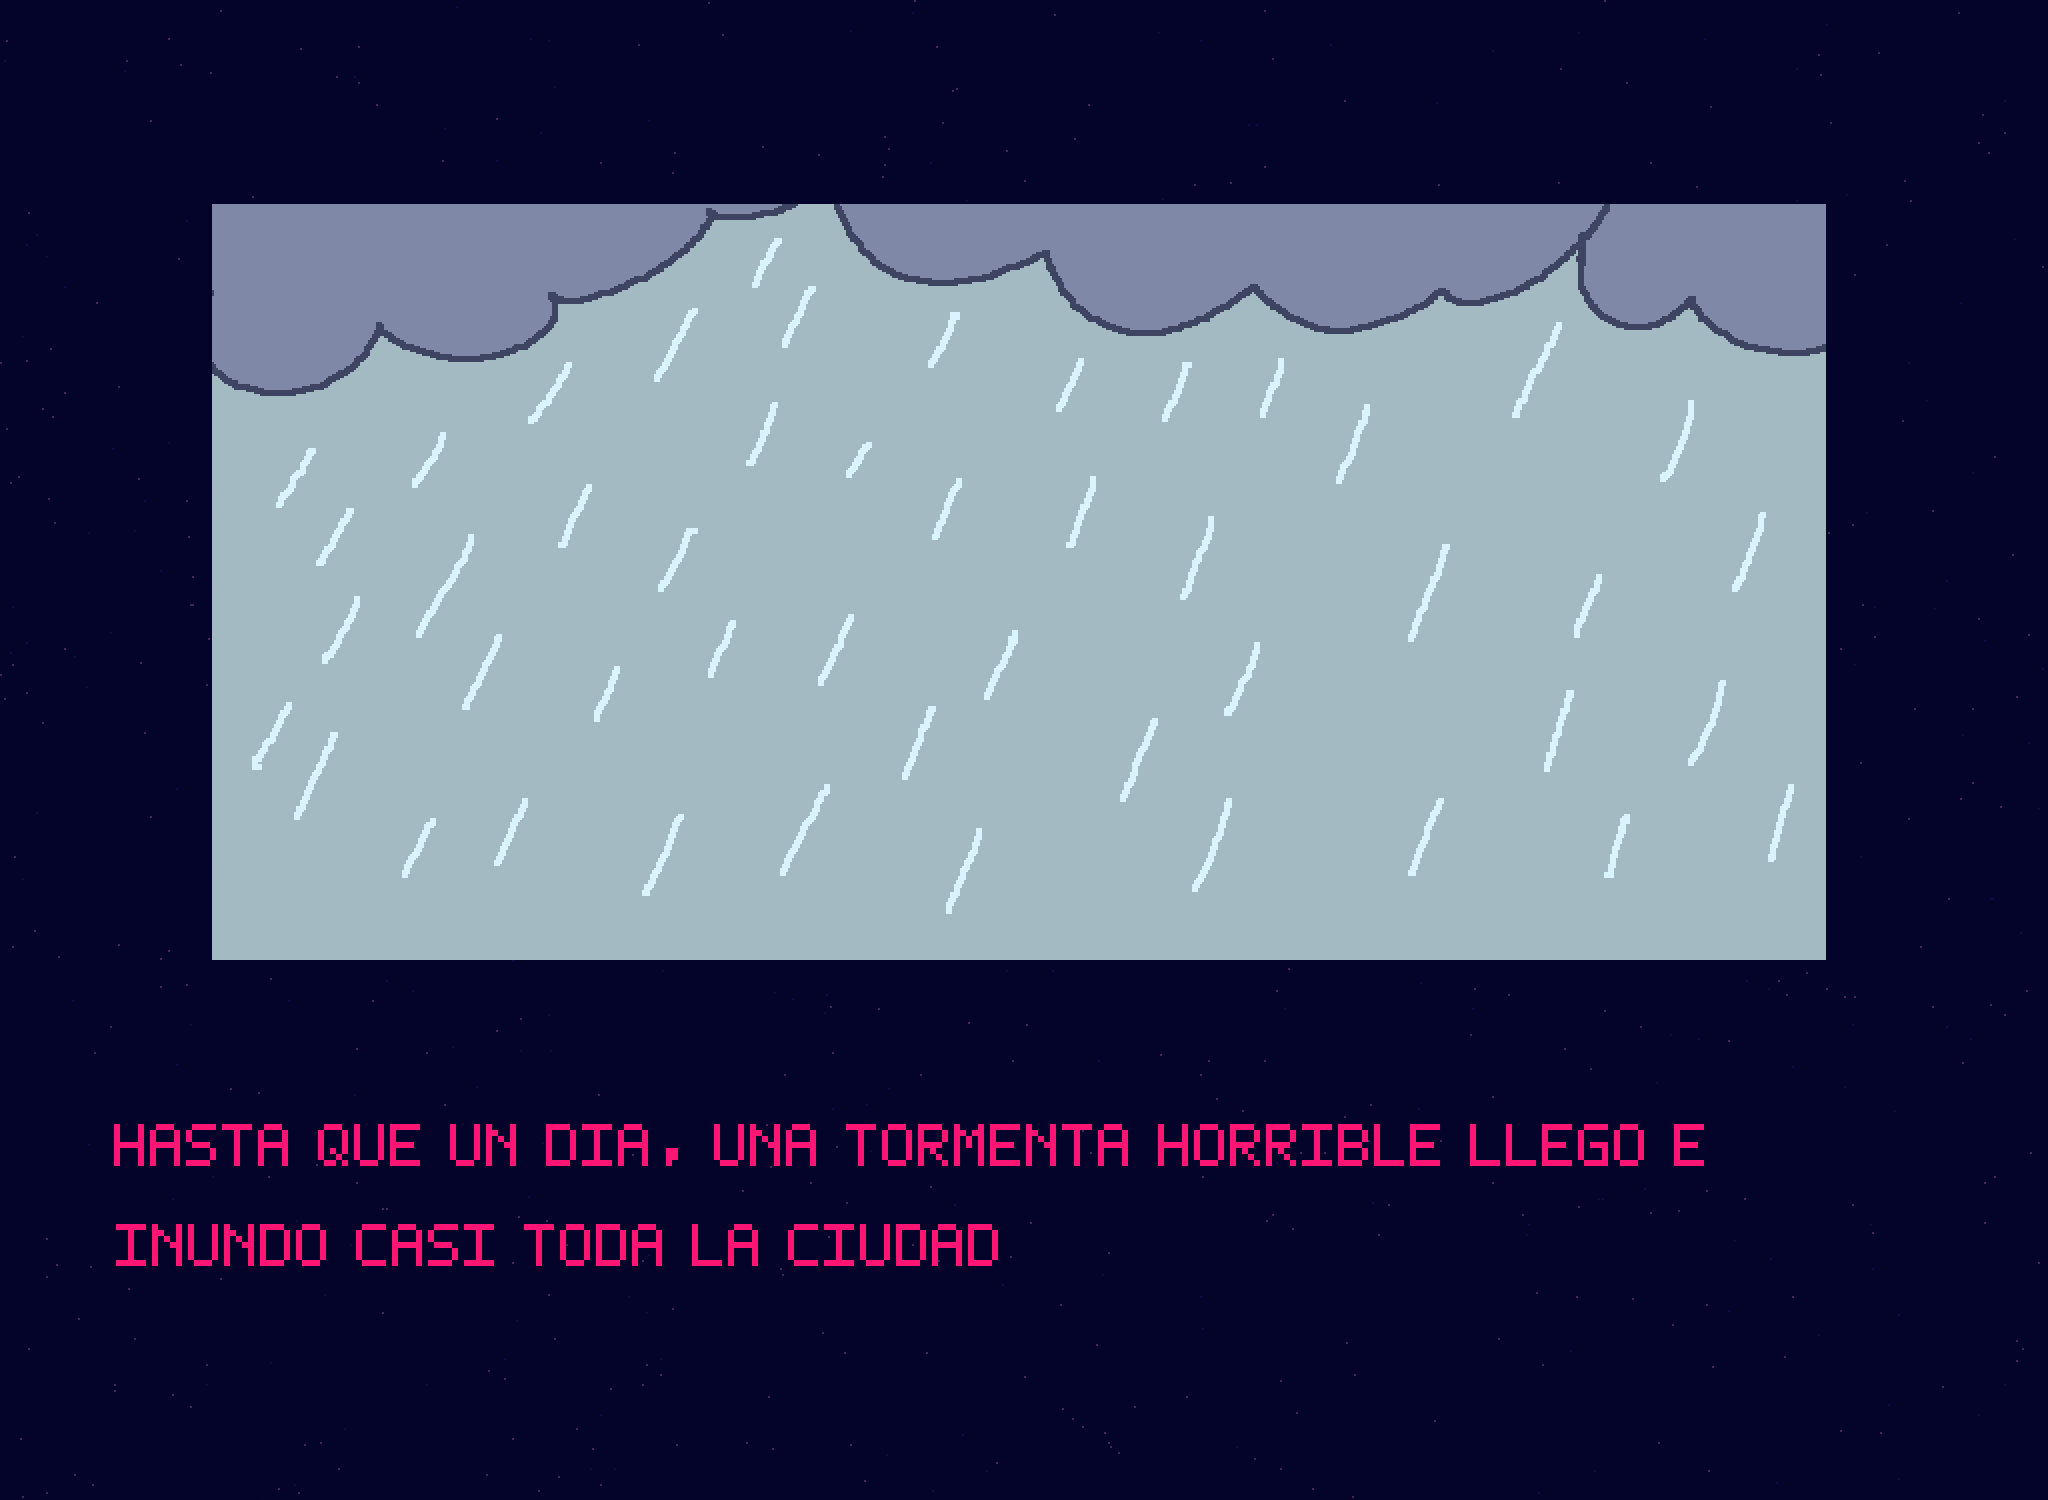 HASTA QUE UN DIA, UNA TORMENTA HORRIBLE LLEGO E
INUNDO CASI TODA LA CIUDAD